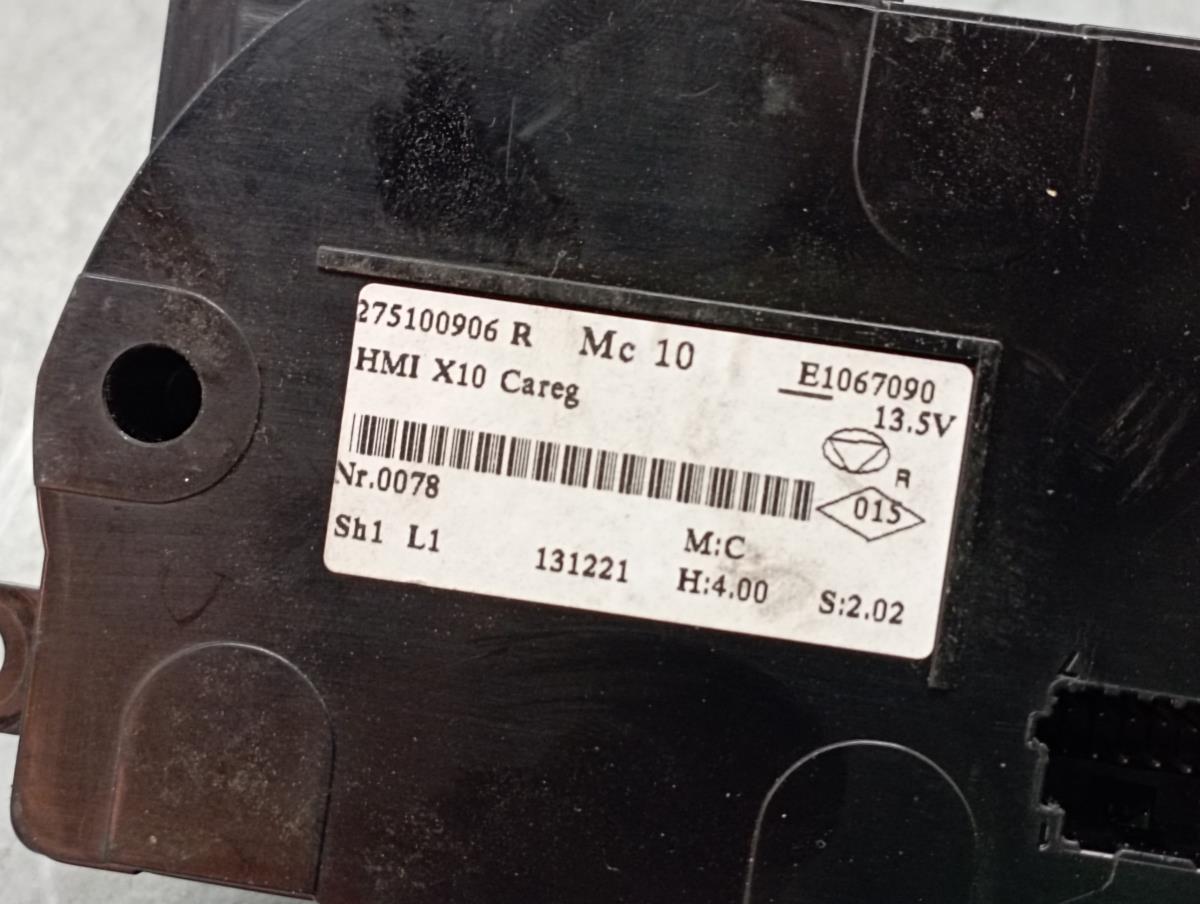 275100906 R Mc 10 E1067090
HMI X10 Careg 13.5V
R
Nr.0078 015
Sh1 L1 131221 M:C
H:4.00 S:2.02